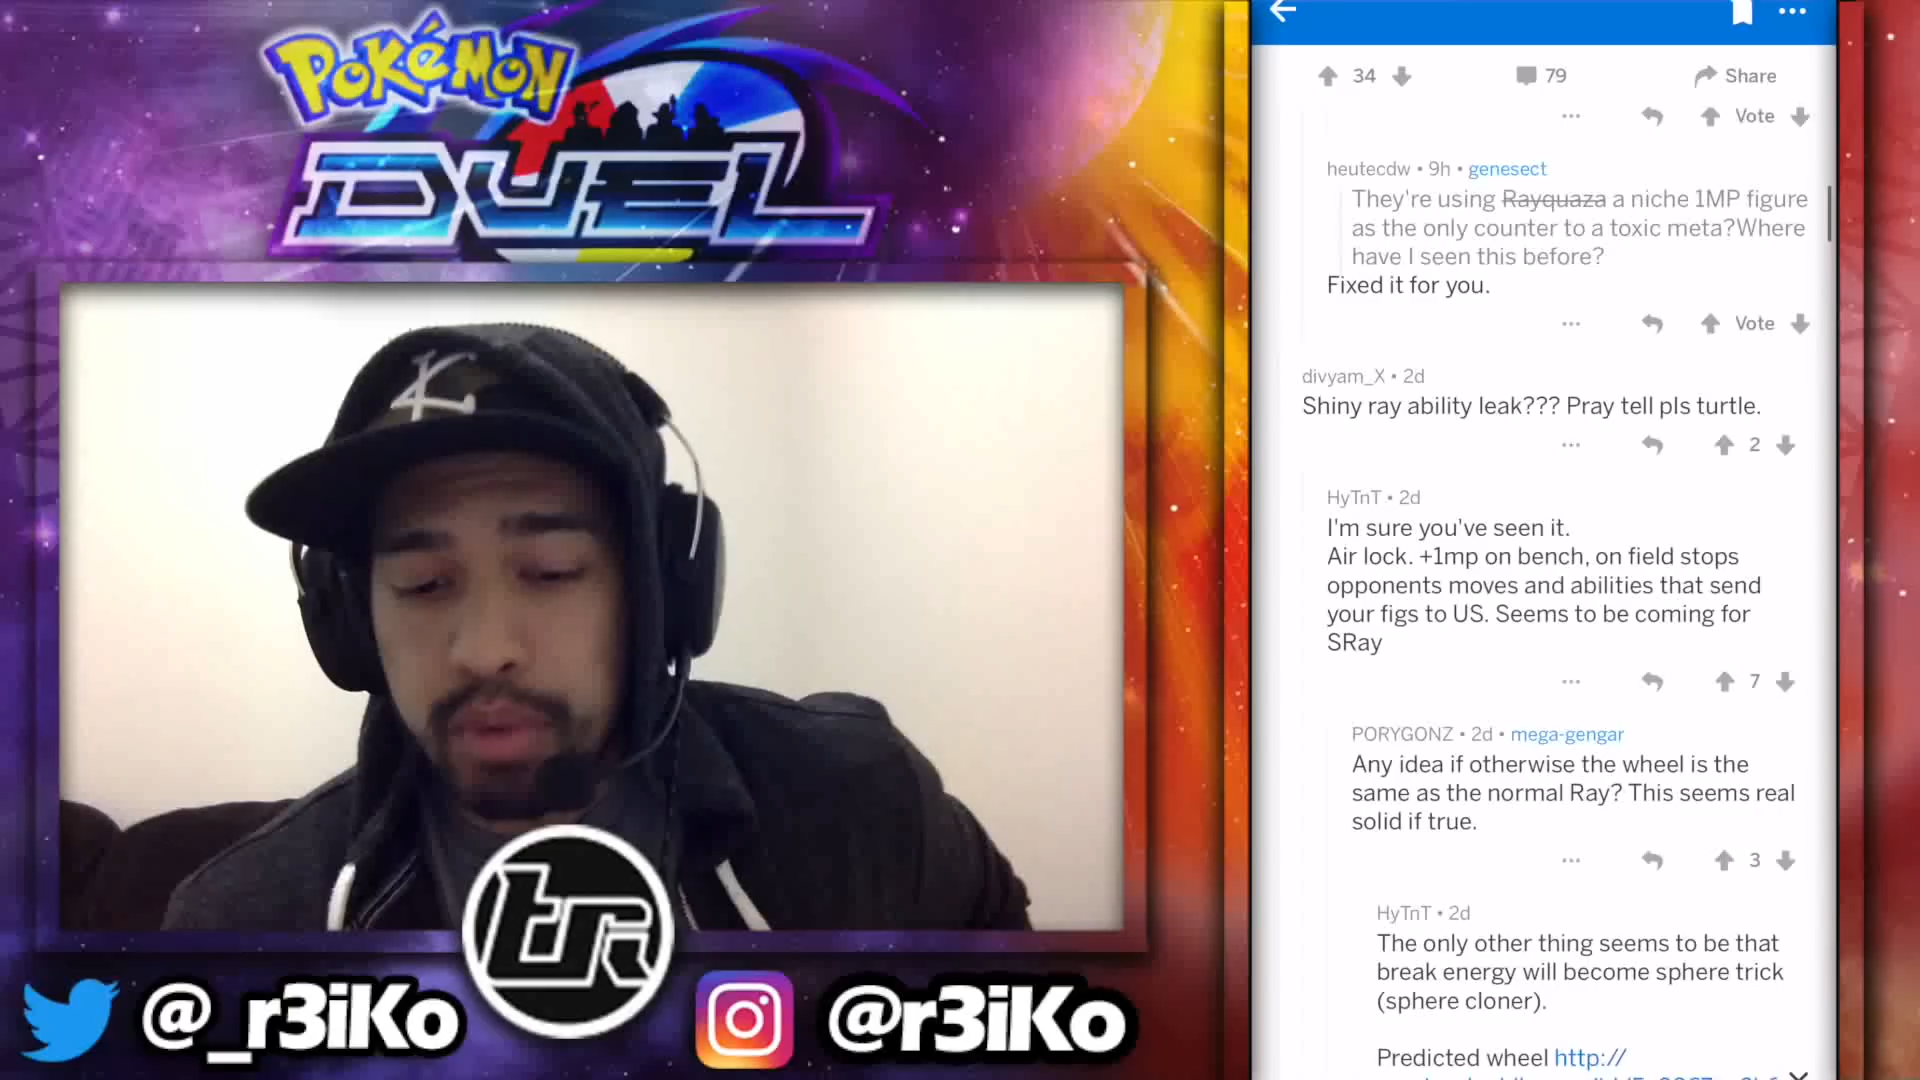 POKéMON
DUEL
K
tr
@_r3iKo
@r3iKo
34
79
Share
Vote
heutecdw • 9h • genesect
They're using Rayquaza a niche 1MP figure
as the only counter to a toxic meta?Where
have I seen this before?
Fixed it for you.
Vote
divyam_X • 2d
Shiny ray ability leak??? Pray tell pls turtle.
2
HyTnT • 2d
I'm sure you've seen it.
Air lock. +1mp on bench, on field stops
opponents moves and abilities that send
your figs to US. Seems to be coming for
SRay
7
PORYGONZ • 2d • mega-gengar
Any idea if otherwise the wheel is the
same as the normal Ray? This seems real
solid if true.
3
HyTnT • 2d
The only other thing seems to be that
break energy will become sphere trick
(sphere cloner).
Predicted wheel http://